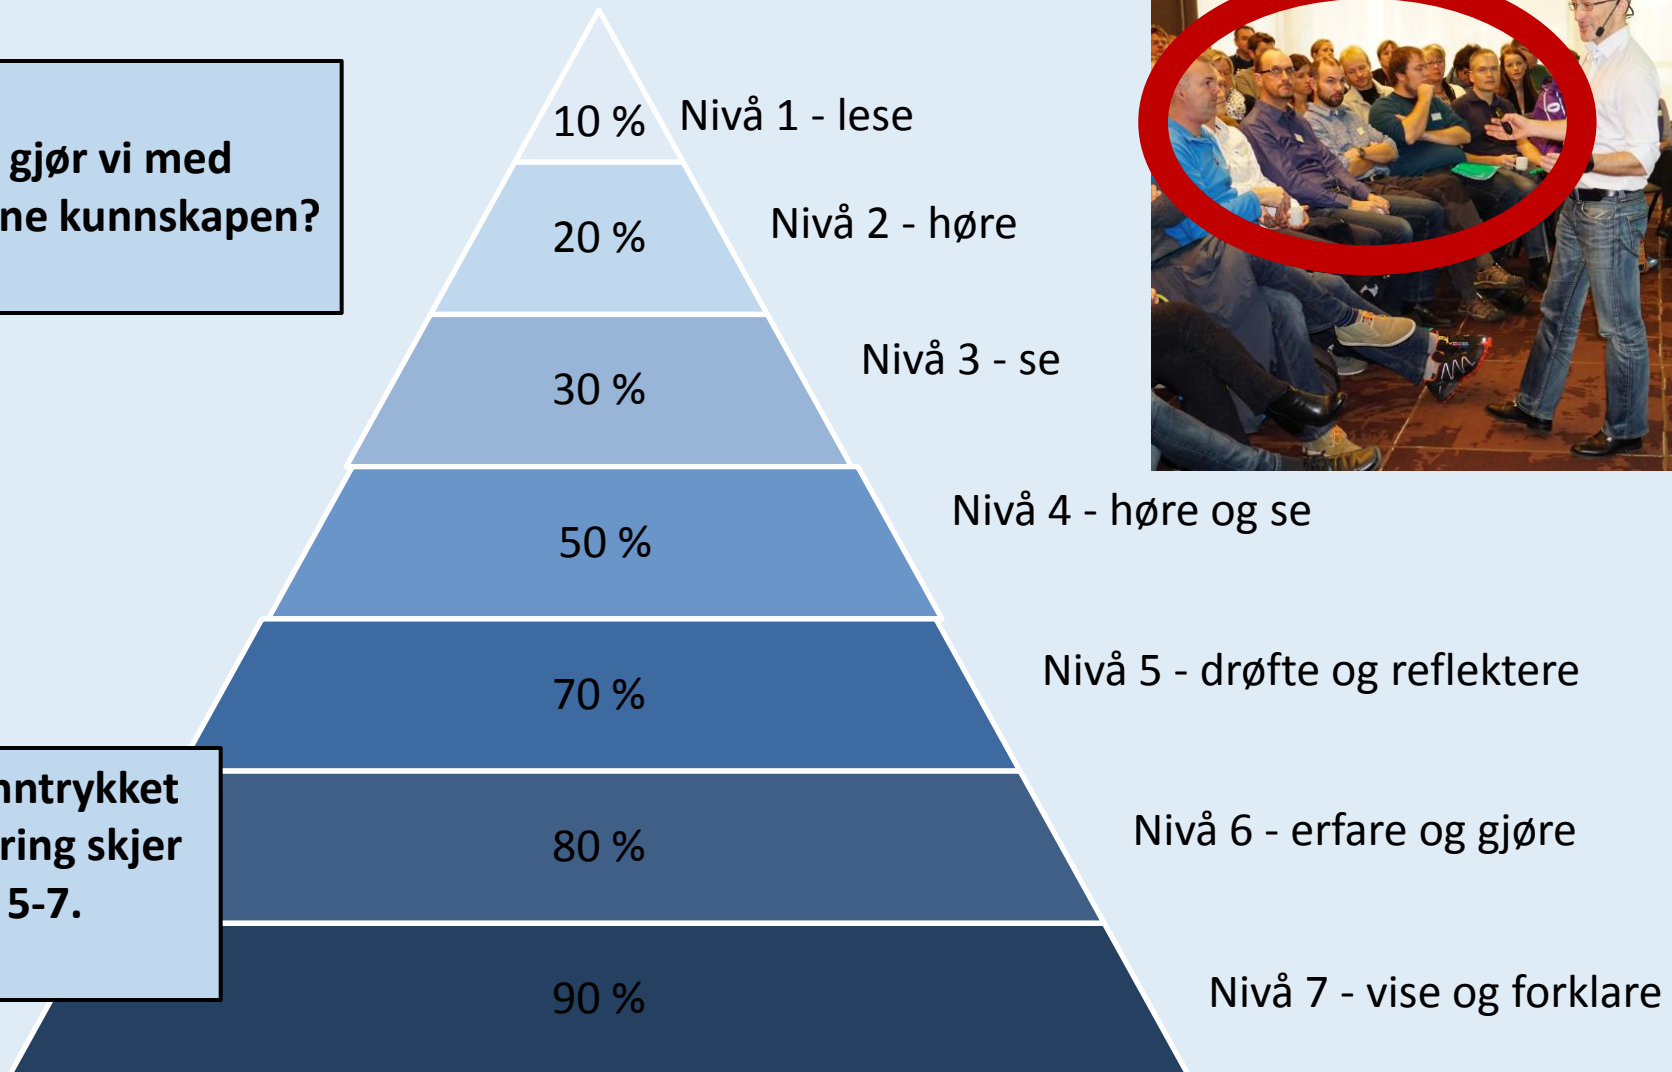 10 %
Nivå 1 - lese
gjør vi med
ne kunnskapen?
20 %
Nivå 2 - høre
30 %
Nivå 3 - se
50 %
Nivå 4 - høre og se
70 %
Nivå 5 - drøfte og reflektere
nntrykket
ring skjer
5-7.
80 %
Nivå 6 - erfare og gjøre
90 %
Nivå 7 - vise og forklare